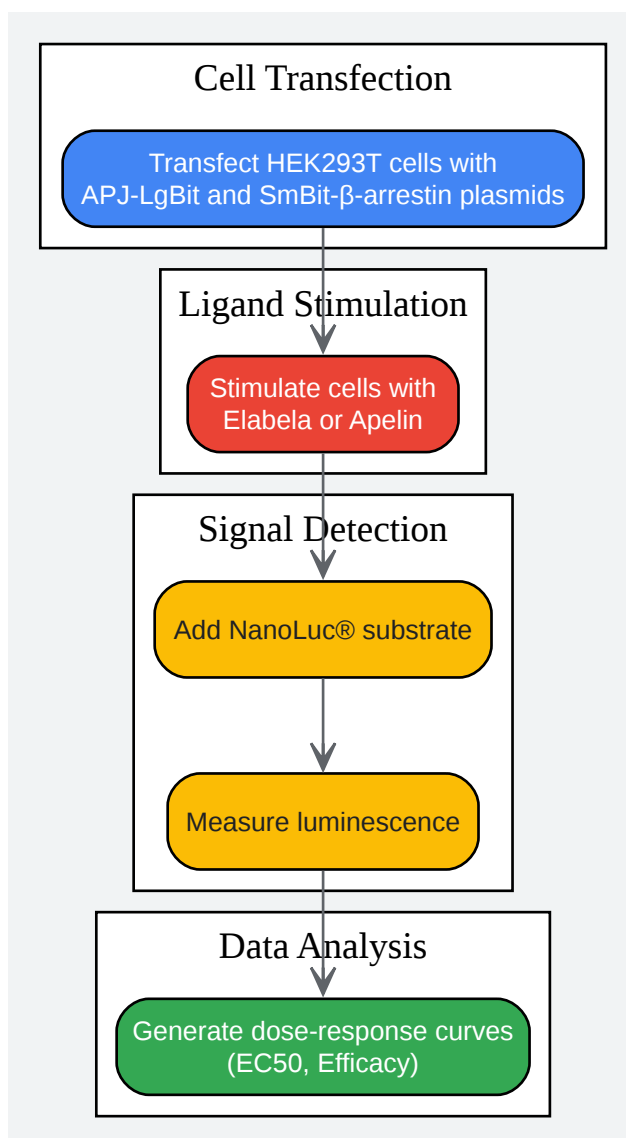 Cell Transfection
Transfect HEK293T cells with
APJ-LgBit and SmBit-β-arrestin plasmids
Ligand Stimulation
Stimulate cells with
Elabela or Apelin
Signal Detection
Add NanoLuc® substrate
Measure luminescence
Data Analysis
Generate dose-response curves
(EC50, Efficacy)